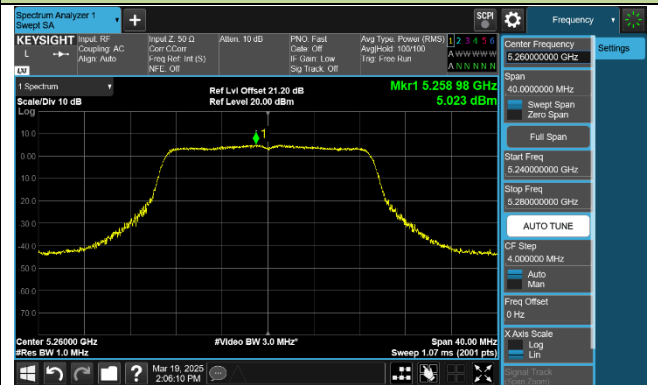 Spectrum Analyzer 1
Swept SA
SCPI
Frequency
KEYSIGHT
L
LXI
Input: RF
Coupling: AC
Align: Auto
Input Z: 50 Ω
Corr CCorr
Freq Ref: Int (S)
NFE: Off
Atten: 10 dB
PNO: Fast
Gate: Off
IF Gain: Low
Sig Track: Off
Avg Type: Power (RMS)
Avg|Hold: 100/100
Trig: Free Run
1 2 3 4 5 6
A W W W W W
A N N N N N
Center Frequency
5.260000000 GHz
Settings
Span
40.0000000 MHz
Swept Span
Zero Span
Full Span
Start Freq
5.240000000 GHz
Stop Freq
5.280000000 GHz
AUTO TUNE
CF Step
4.000000 MHz
Auto
Man
Freq Offset
0 Hz
X Axis Scale
Log
Lin
Signal Track
(Span Zoom)
1 Spectrum
Scale/Div 10 dB
Log
Ref Lvl Offset 21.20 dB
Ref Level 20.00 dBm
Mkr1 5.258 98 GHz
5.023 dBm
1
10.0
0.00
-10.0
-20.0
-30.0
-40.0
-50.0
-60.0
-70.0
Center 5.26000 GHz
#Res BW 1.0 MHz
#Video BW 3.0 MHz*
Span 40.00 MHz
Sweep 1.07 ms (2001 pts)
Mar 19, 2025
2:06:10 PM